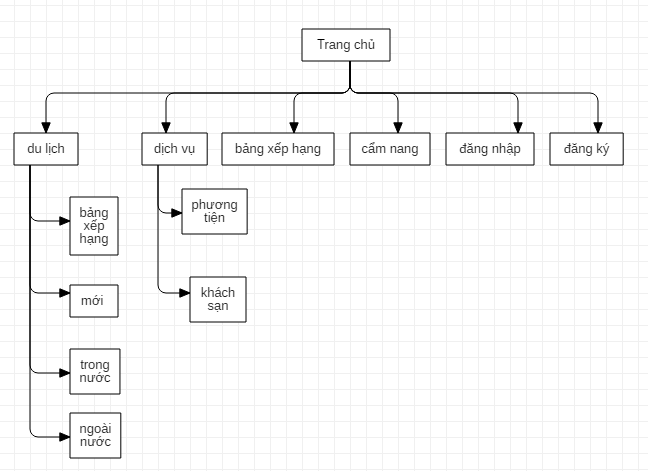 Trang chủ
du lịch
dịch vụ
bảng xếp hạng
cẩm nang
đăng nhập
đăng ký
bảng
xếp
hạng
mới
trong
nước
ngoài
nước
phương
tiện
khách
sạn